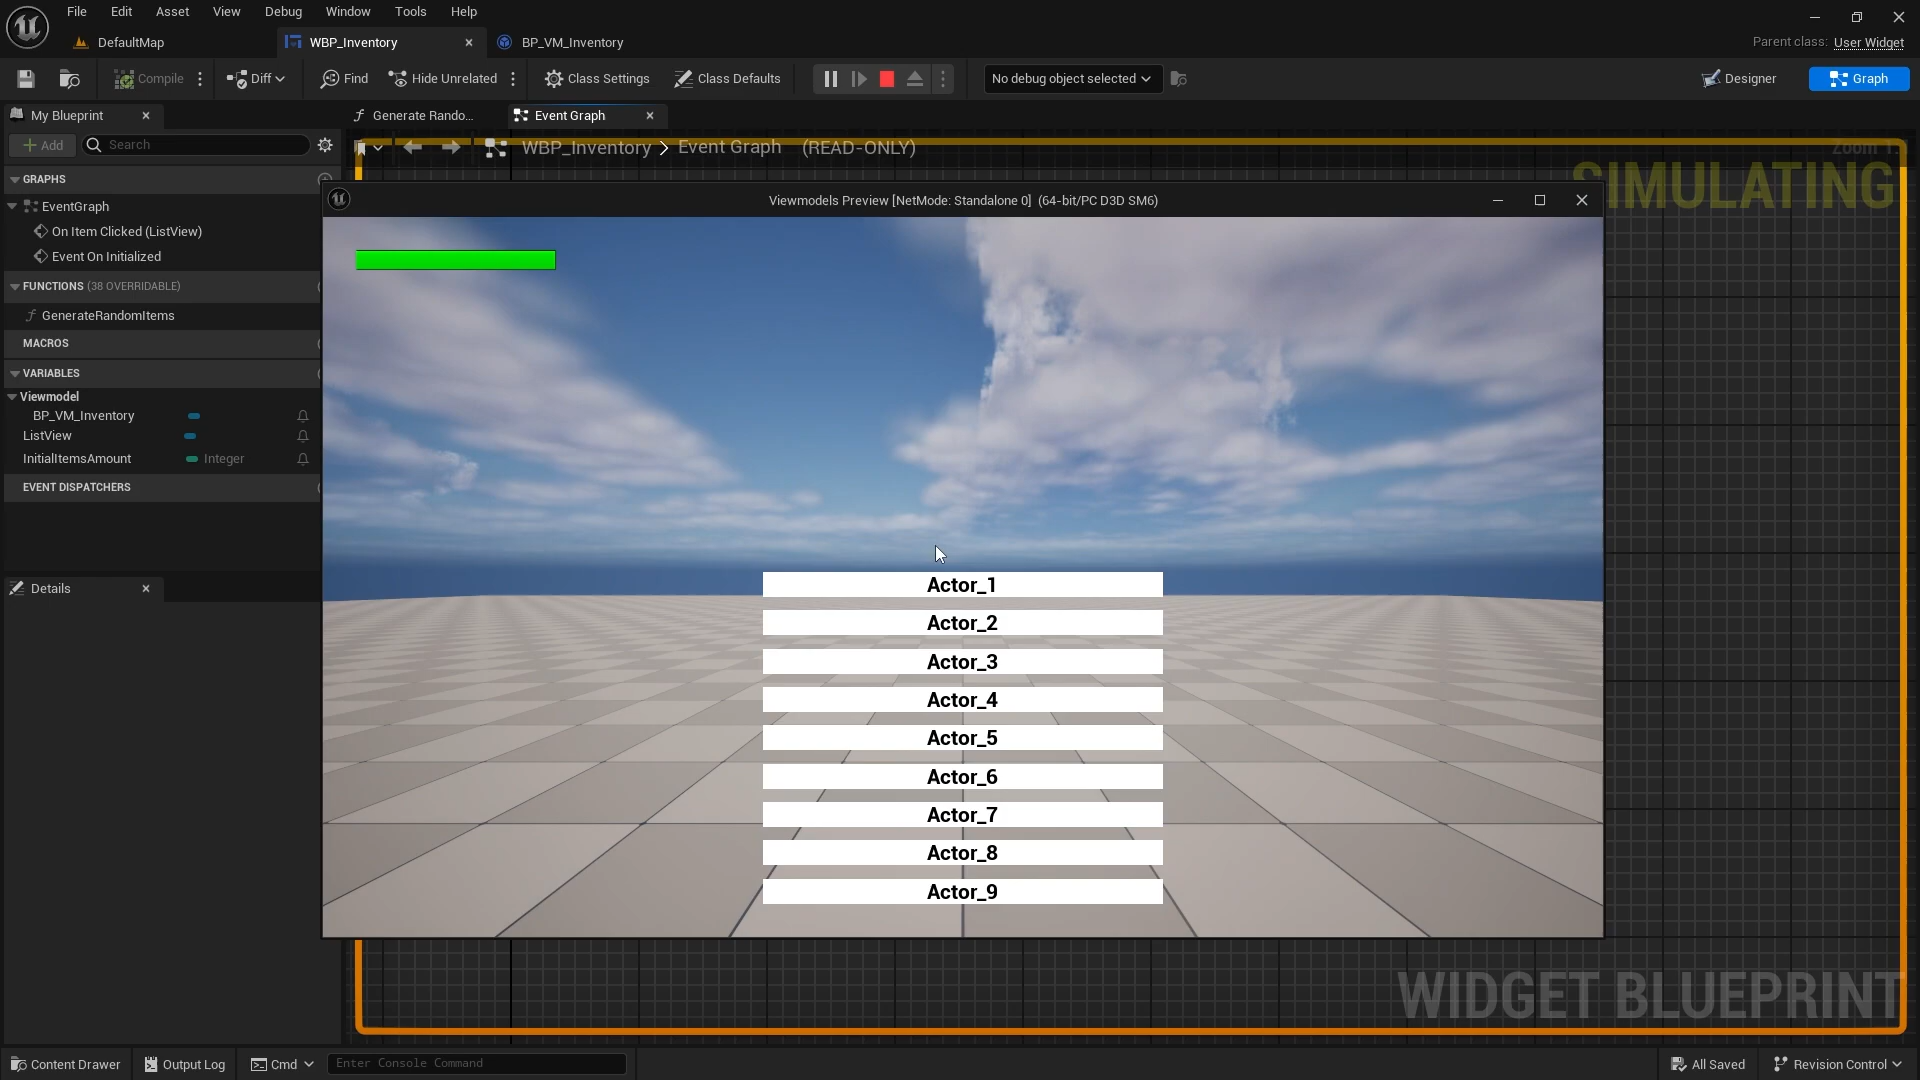 File Edit Asset View Debug Window Tools Help
DefaultMap WBP_Inventory BP_VM_Inventory
Parent class: User Widget
Compile Diff Find Hide Unrelated Class Settings Class Defaults No debug object selected Designer Graph
My Blueprint Generate Rando... Event Graph
Add Search
WBP_Inventory > Event Graph (READ-ONLY)
SIMULATING
GRAPHS
EventGraph
On Item Clicked (ListView)
Event On Initialized
FUNCTIONS (38 OVERRIDABLE)
GenerateRandomItems
MACROS
VARIABLES
Viewmodel
BP_VM_Inventory
ListView
InitialItemsAmount Integer
EVENT DISPATCHERS
Details
Viewmodels Preview [NetMode: Standalone 0] (64-bit/PC D3D SM6)
Actor_1
Actor_2
Actor_3
Actor_4
Actor_5
Actor_6
Actor_7
Actor_8
Actor_9
WIDGET BLUEPRINT
Content Drawer Output Log Cmd Enter Console Command All Saved Revision Control